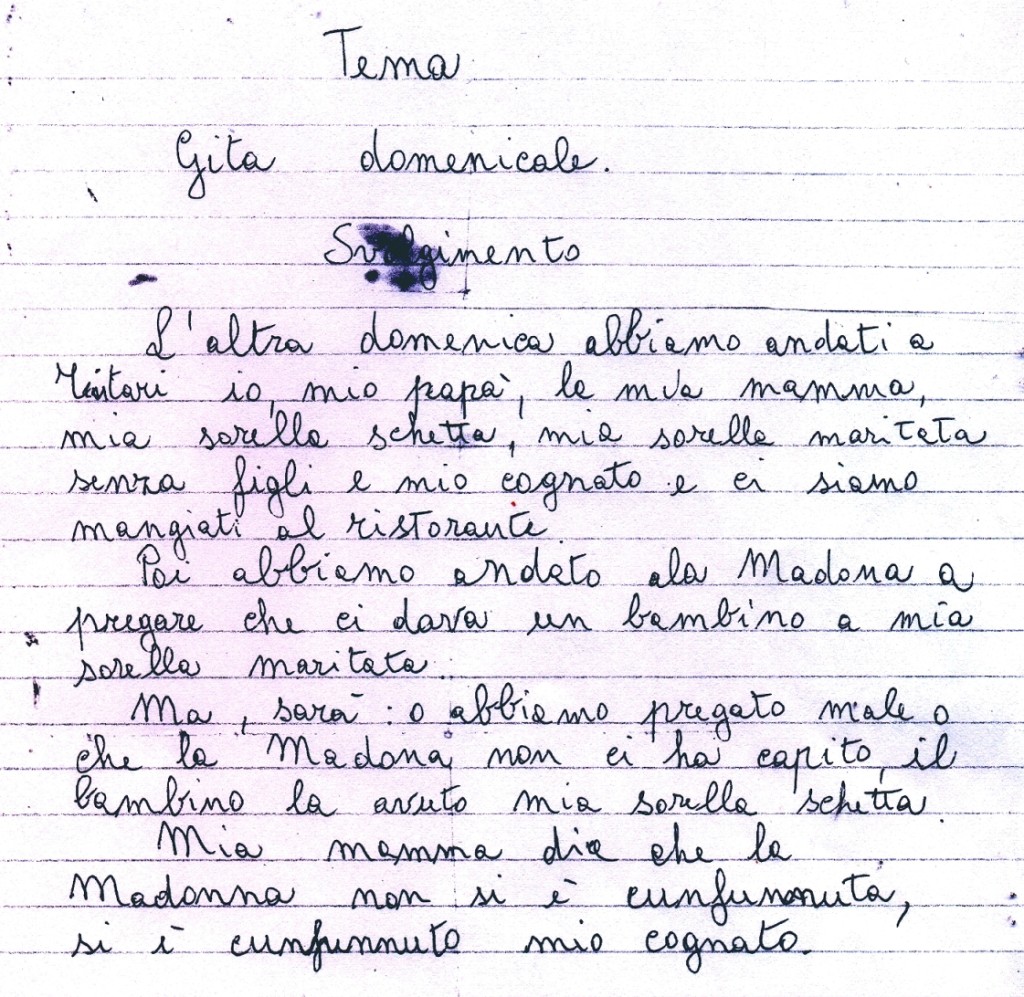 Tema
Gita domenicale.
Svolgimento
L'altra domenica abbiamo andati a
Tintari io, mio papà, la mia mamma,
mia sorella schetta, mia sorella maritata
senza figli e mio cognato e ci siamo
mangiati al ristorante
Poi abbiamo andato ala Madona a
pregare che ci dava un bambino a mia
sorella maritata.
Ma, sarà: o abbiamo pregato male o
che la Madona non ci ha capito, il
bambino la avuto mia sorella schetta
Mia mamma dice che la
Madonna non si è cunfunnuta,
si è cunfunnuto mio cognato.